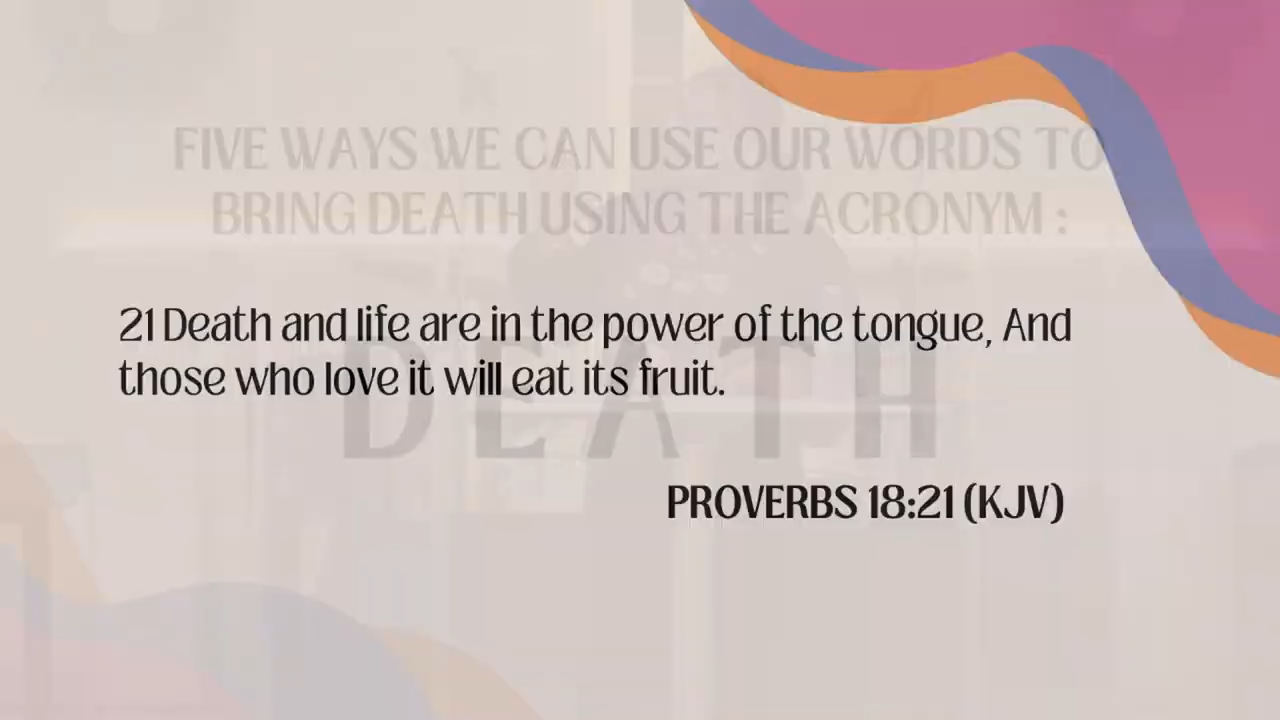 FIVE WAYS WE CAN USE OUR WORDS TO
BRING DEATH USING THE ACRONYM :
21 Death and life are in the power of the tongue, And
those who love it will eat its fruit.
DEATH
PROVERBS 18:21 (KJV)